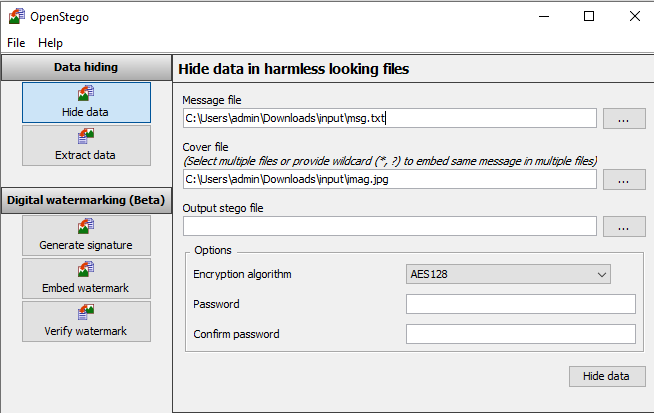 OpenStego
File Help
Data hiding
Hide data
Extract data
Digital watermarking (Beta)
Generate signature
Embed watermark
Verify watermark
Hide data in harmless looking files
Message file
C:\Users\admin\Downloads\input\msg.txt
...
Cover file
(Select multiple files or provide wildcard (*, ?) to embed same message in multiple files)
C:\Users\admin\Downloads\input\imag.jpg
...
Output stego file
...
Options
Encryption algorithm
AES128
Password
Confirm password
Hide data